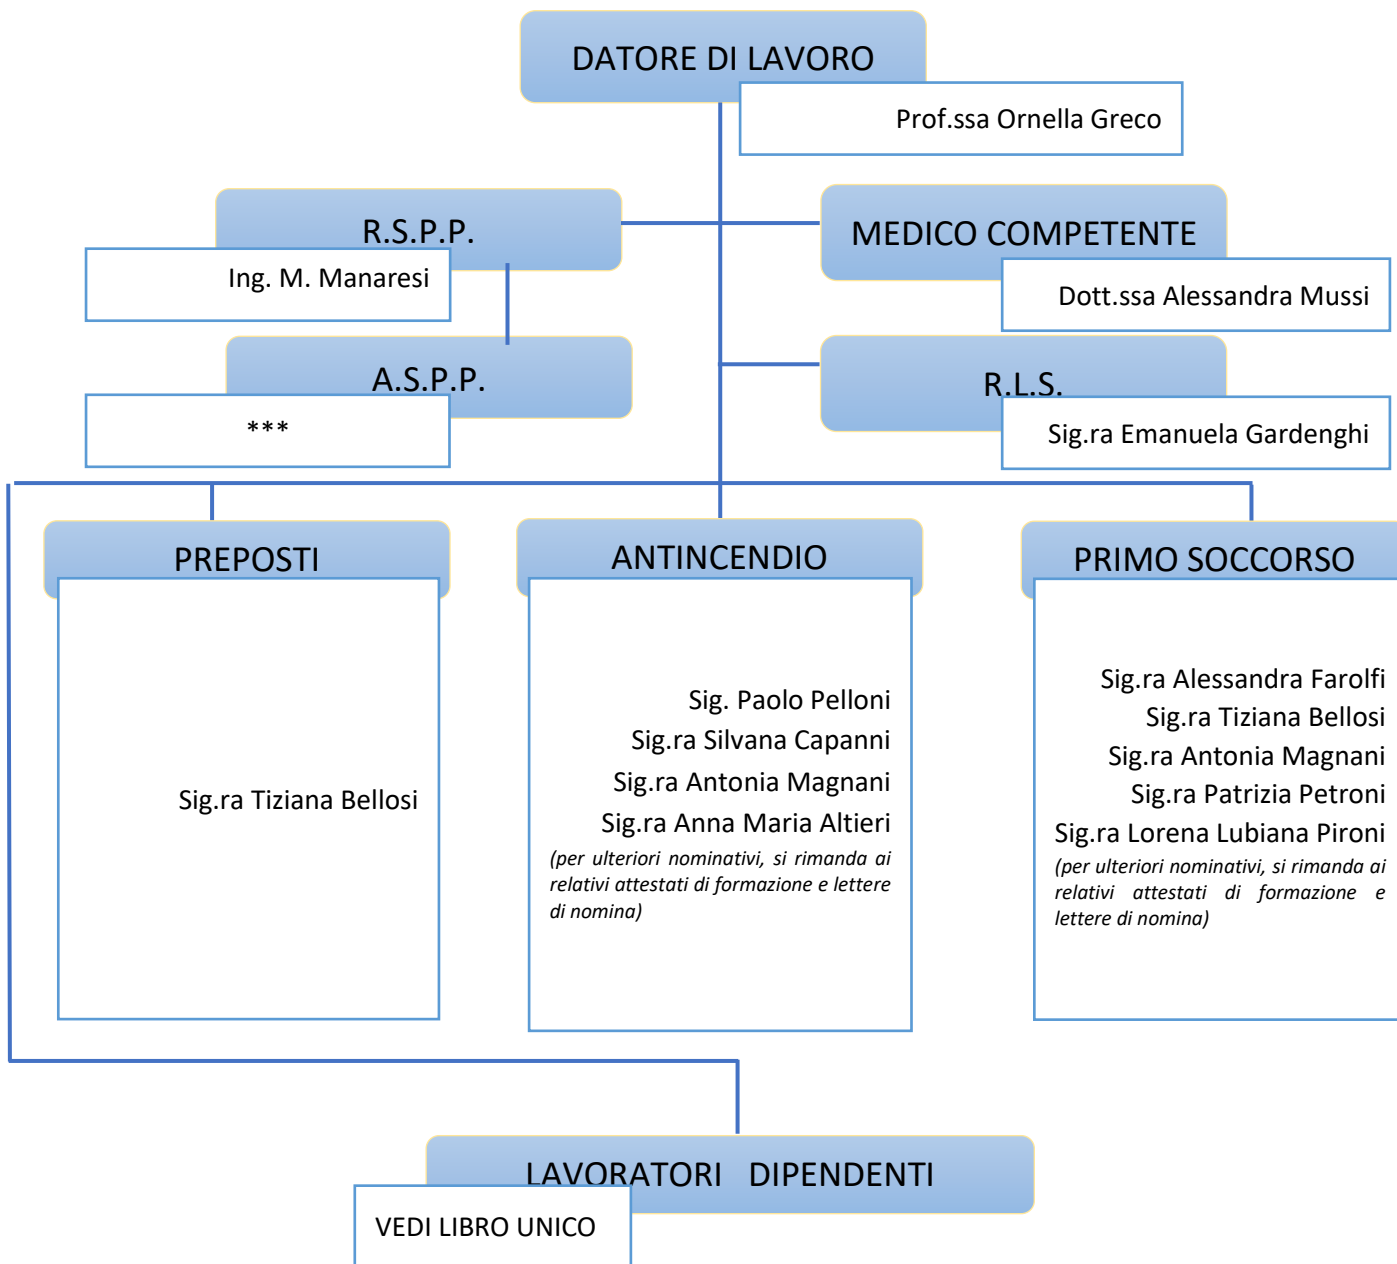 DATORE DI LAVORO
Prof.ssa Ornella Greco
R.S.P.P.
Ing. M. Manaresi
MEDICO COMPETENTE
Dott.ssa Alessandra Mussi
A.S.P.P.
***
R.L.S.
Sig.ra Emanuela Gardenghi
PREPOSTI
Sig.ra Tiziana Bellosi
ANTINCENDIO
Sig. Paolo Pelloni
Sig.ra Silvana Capanni
Sig.ra Antonia Magnani
Sig.ra Anna Maria Altieri
(per ulteriori nominativi, si rimanda ai
relativi attestati di formazione e lettere
di nomina)
PRIMO SOCCORSO
Sig.ra Alessandra Farolfi
Sig.ra Tiziana Bellosi
Sig.ra Antonia Magnani
Sig.ra Patrizia Petroni
Sig.ra Lorena Lubiana Pironi
(per ulteriori nominativi, si rimanda ai
relativi attestati di formazione e
lettere di nomina)
LAVORATORI DIPENDENTI
VEDI LIBRO UNICO